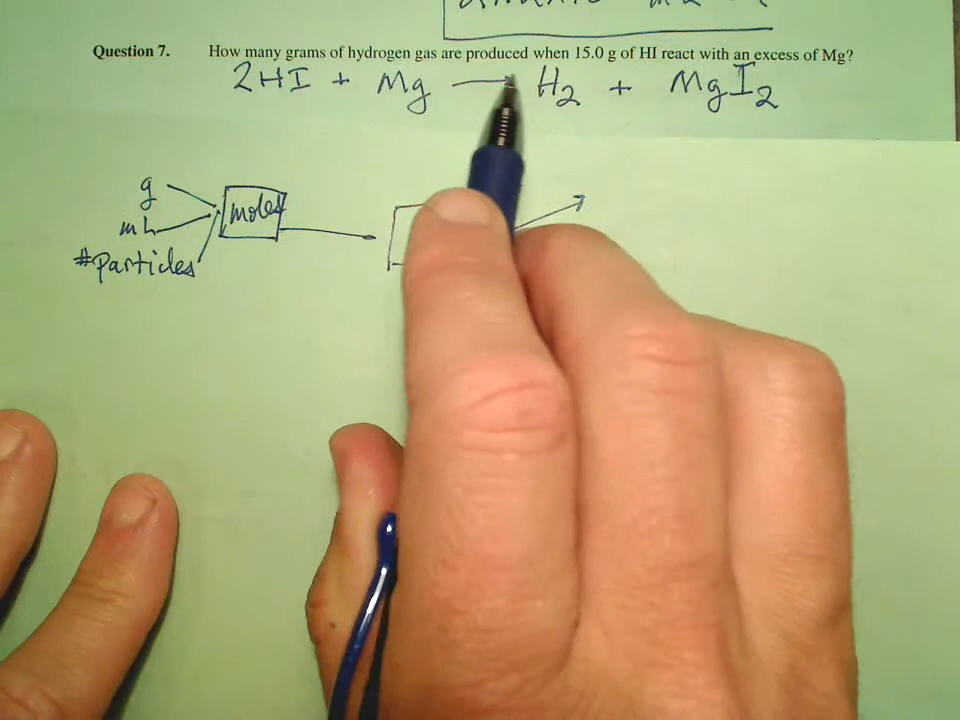 Question 7. How many grams of hydrogen gas are produced when 15.0 g of HI react with an excess of Mg?
2HI + Mg → H₂ + MgI₂
g
mL
#particles
moles